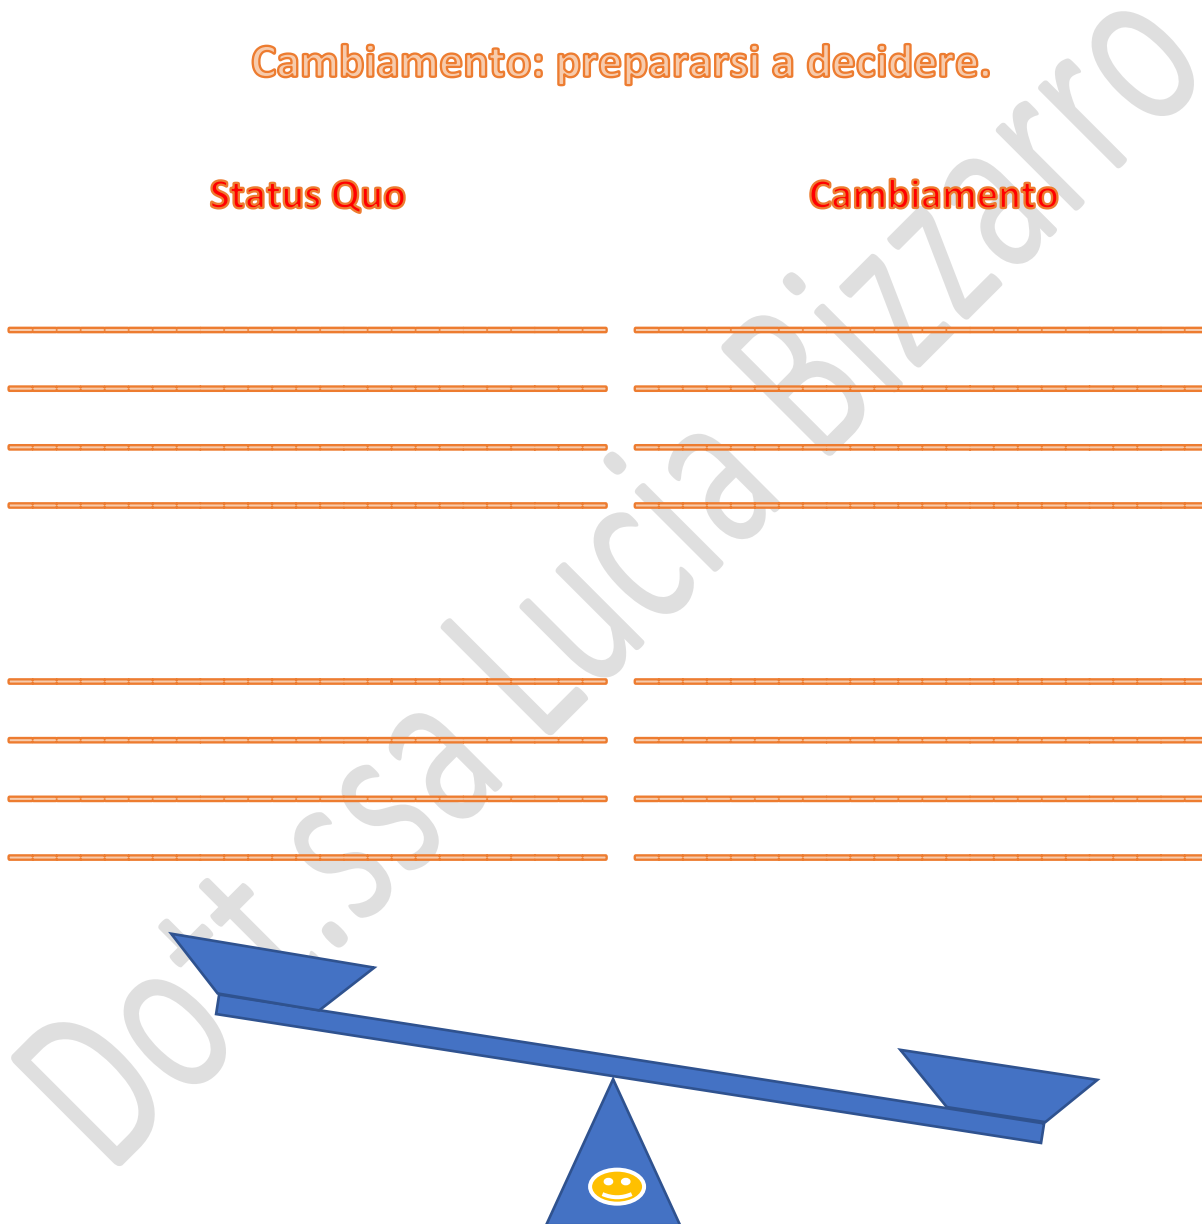 Cambiamento: prepararsi a decidere.
Status Quo
Cambiamento
Dott.ssa Lucia Bizzarro